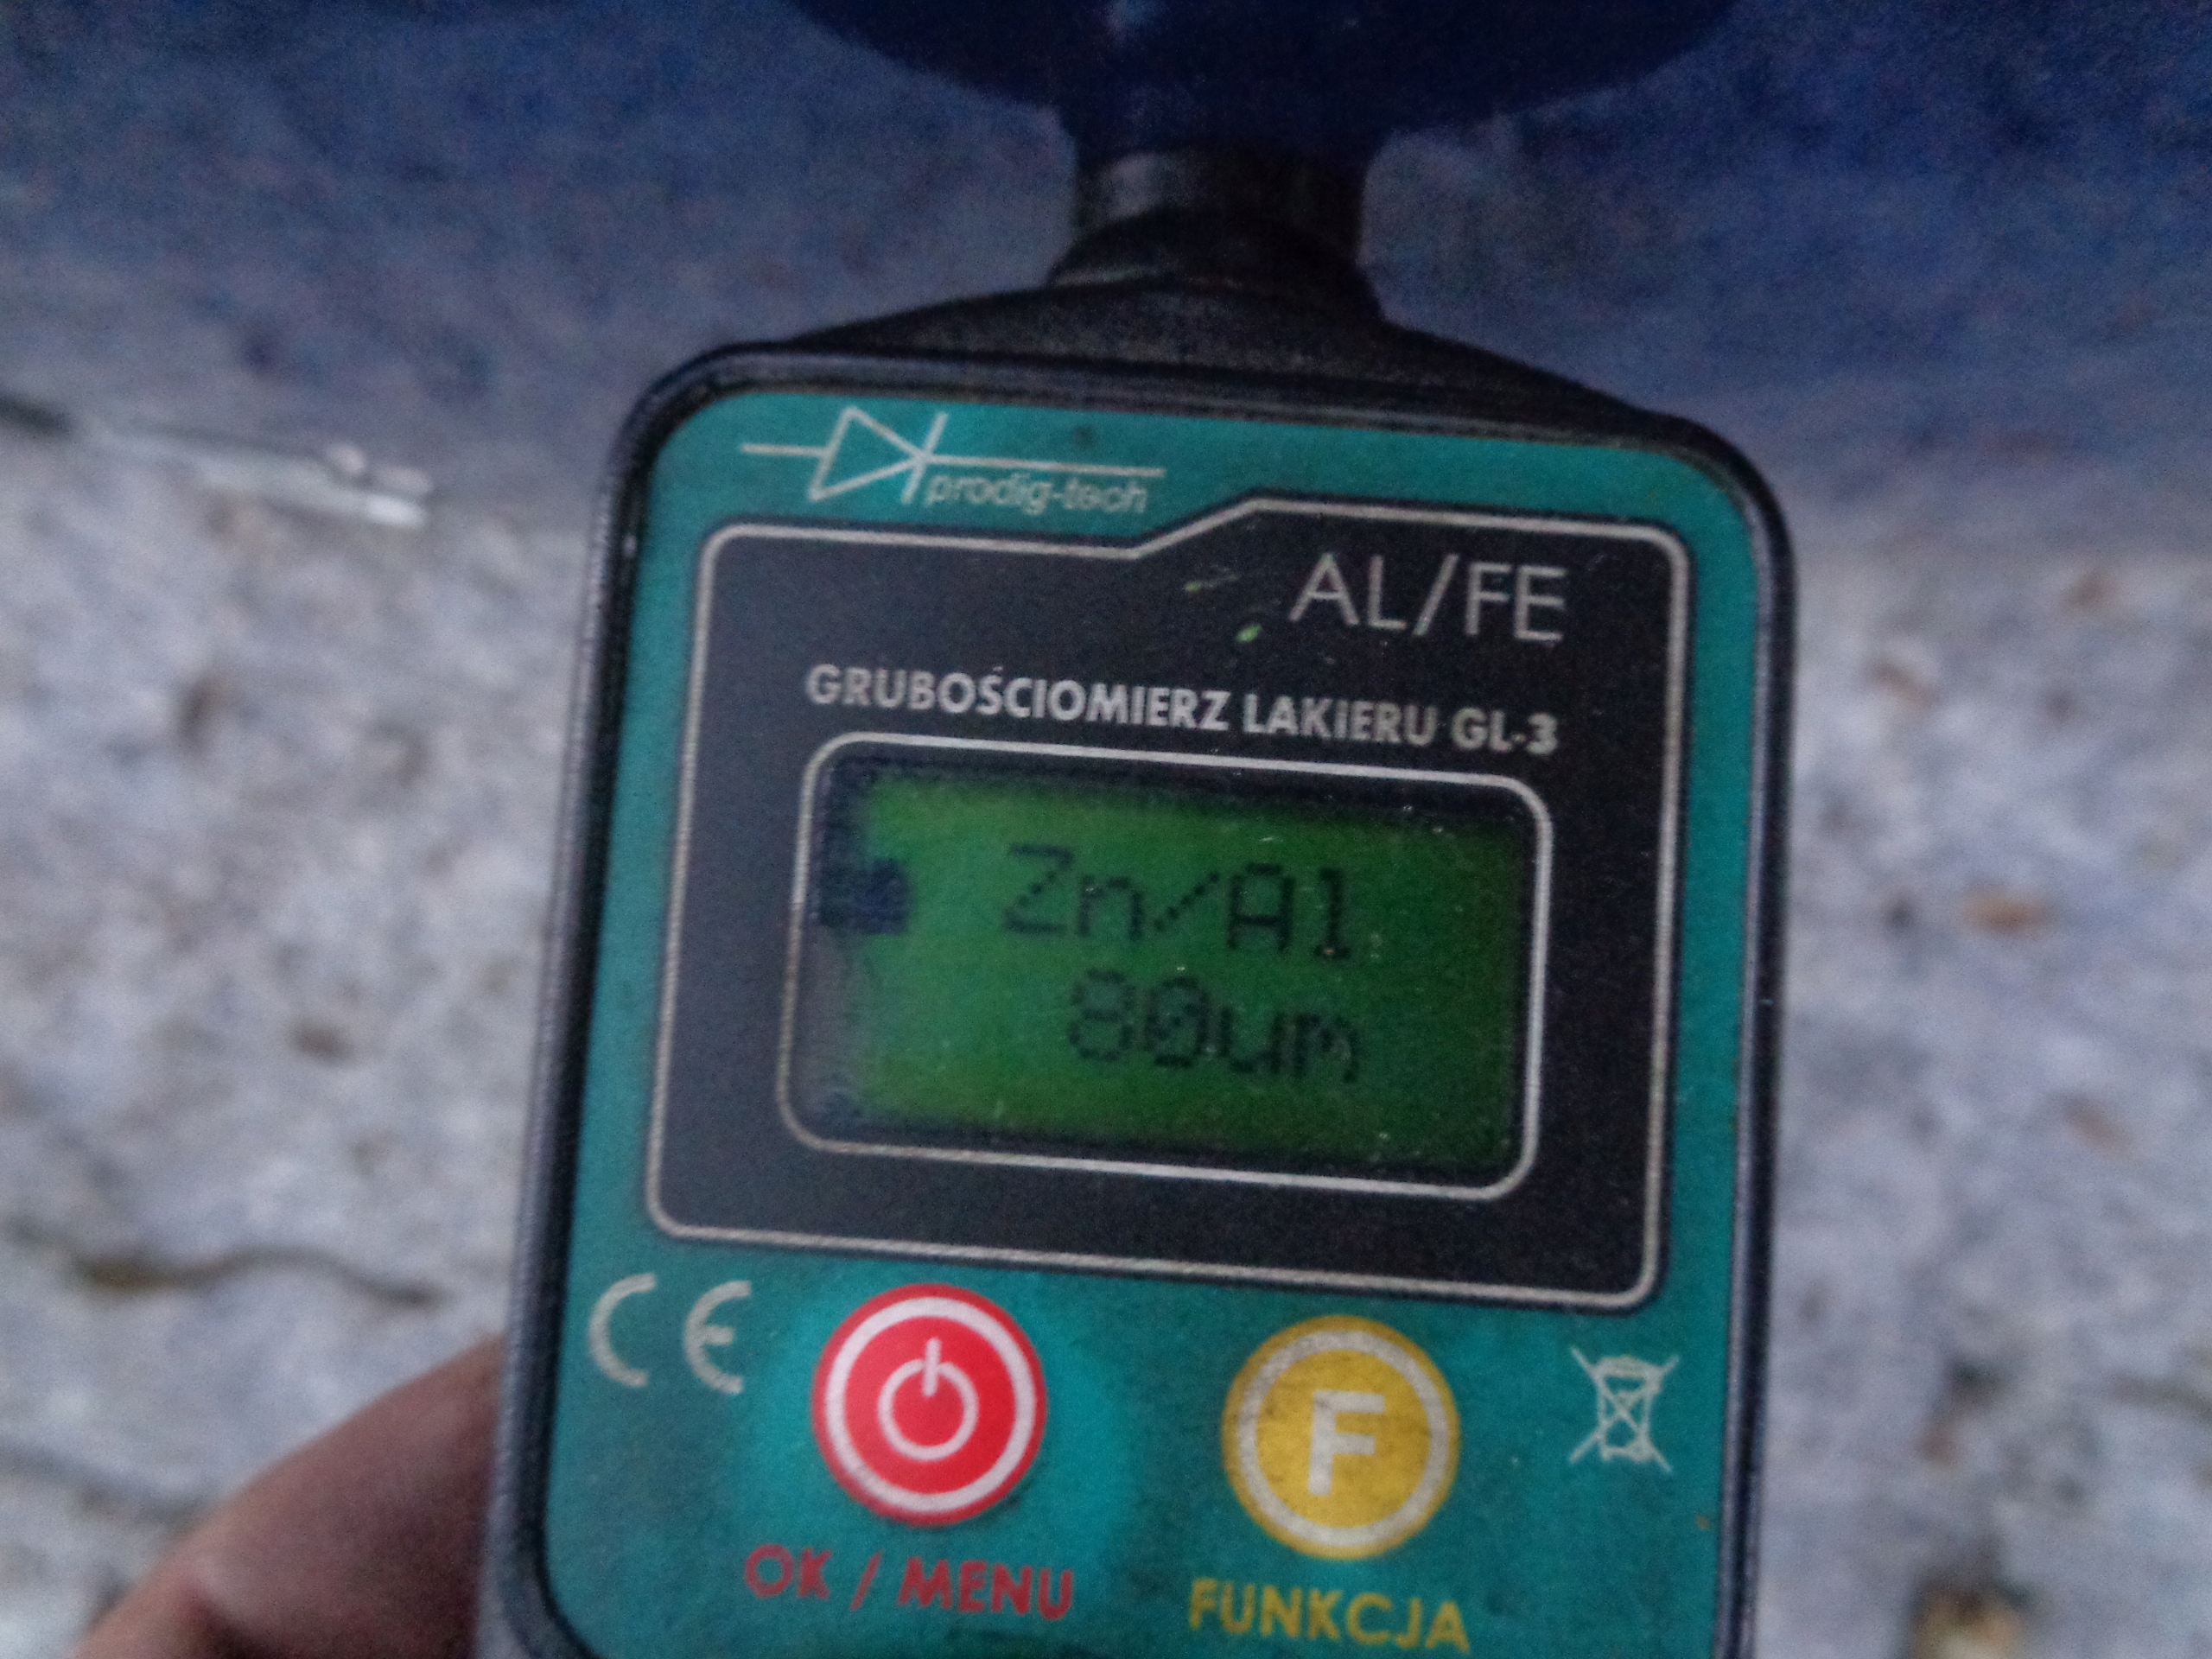 prodig-tech
AL/FE
GRUBOŚCIOMIERZ LAKIERU GL-3
Zn/Al
80um
CE
F
OK / MENU
FUNKCJA